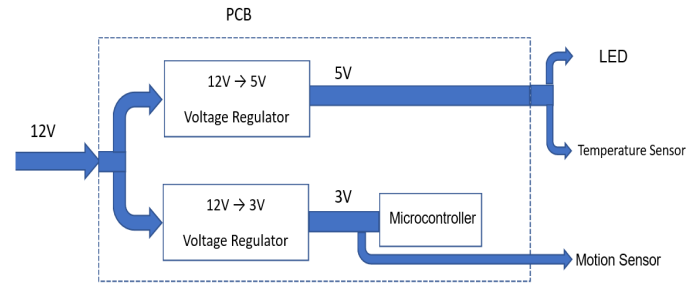 PCB
12V → 5V
Voltage Regulator
5V
LED
12V
Temperature Sensor
12V → 3V
Voltage Regulator
3V
Microcontroller
Motion Sensor